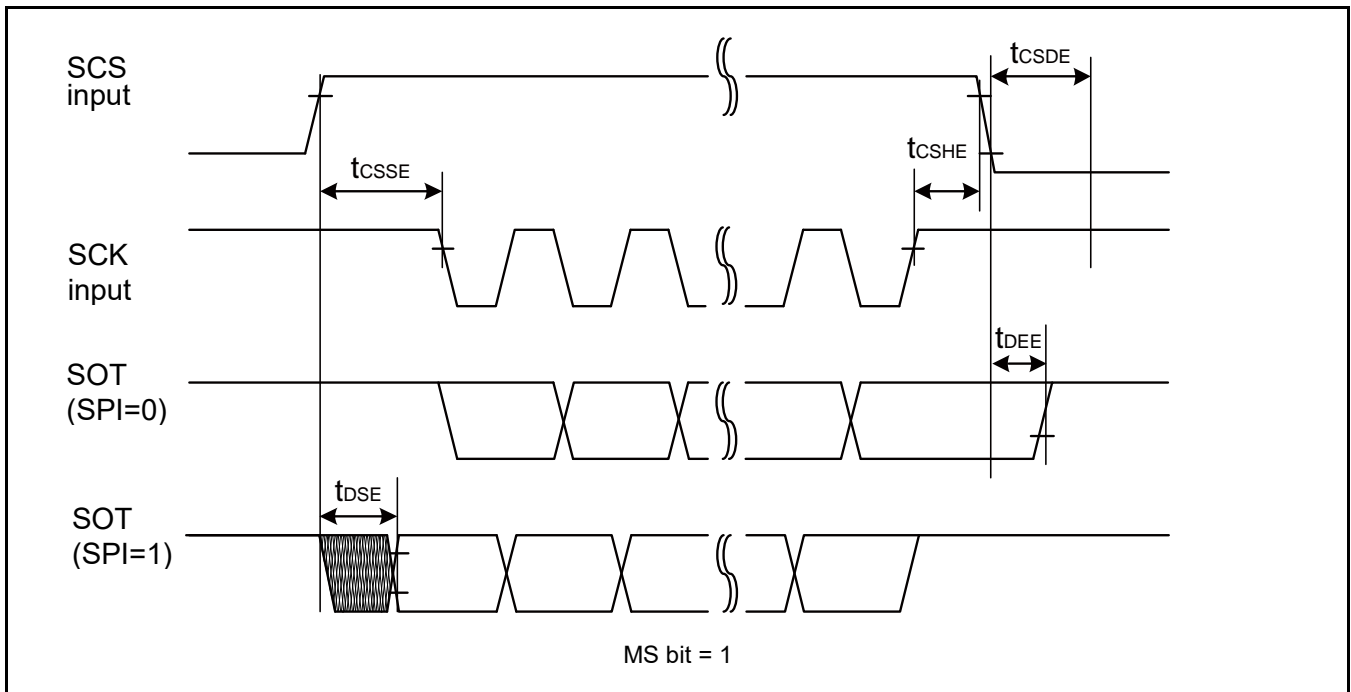 SCS
input
tCSDE
tCSHE
tCSSE
SCK
input
tDEE
SOT
(SPI=0)
tDSE
SOT
(SPI=1)
MS bit = 1